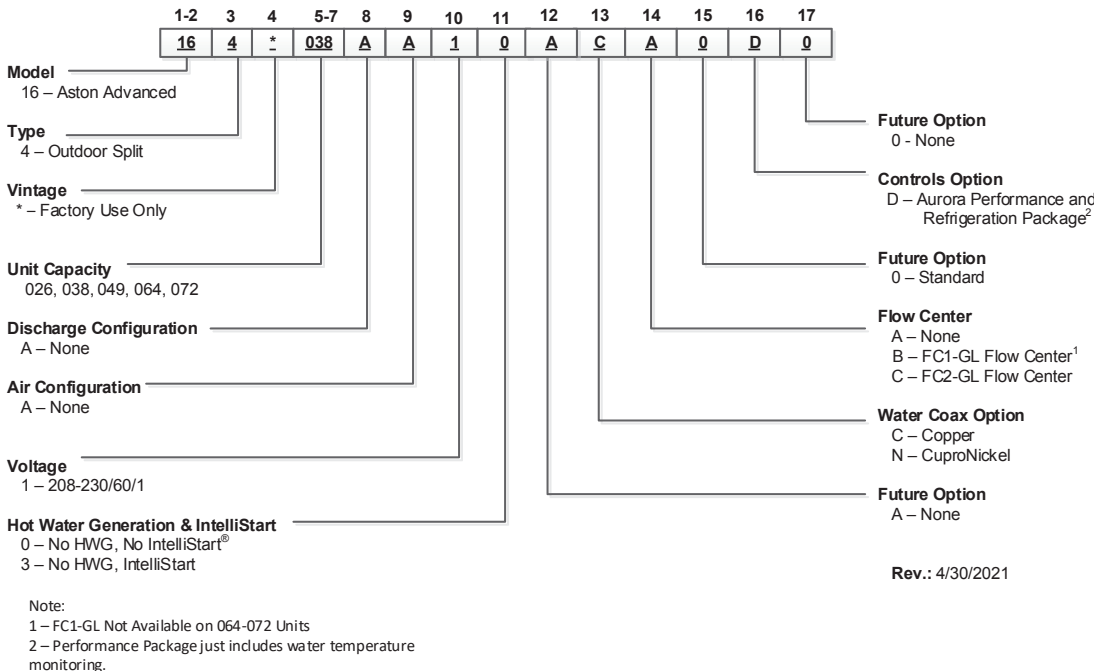 1-2 3 4 5-7 8 9 10 11 12 13 14 15 16 17
16 4 * 038 A A 1 0 A C A 0 D 0
Model
16 – Aston Advanced
Type
4 – Outdoor Split
Vintage
* – Factory Use Only
Unit Capacity
026, 038, 049, 064, 072
Discharge Configuration
A – None
Air Configuration
A – None
Voltage
1 – 208-230/60/1
Hot Water Generation & IntelliStart
0 – No HWG, No IntelliStart®
3 – No HWG, IntelliStart
Future Option
0 - None
Controls Option
D – Aurora Performance and
Refrigeration Package²
Future Option
0 – Standard
Flow Center
A – None
B – FC1-GL Flow Center¹
C – FC2-GL Flow Center
Water Coax Option
C – Copper
N – CuproNickel
Future Option
A – None
Rev.: 4/30/2021
Note:
1 – FC1-GL Not Available on 064-072 Units
2 – Performance Package just includes water temperature
monitoring.